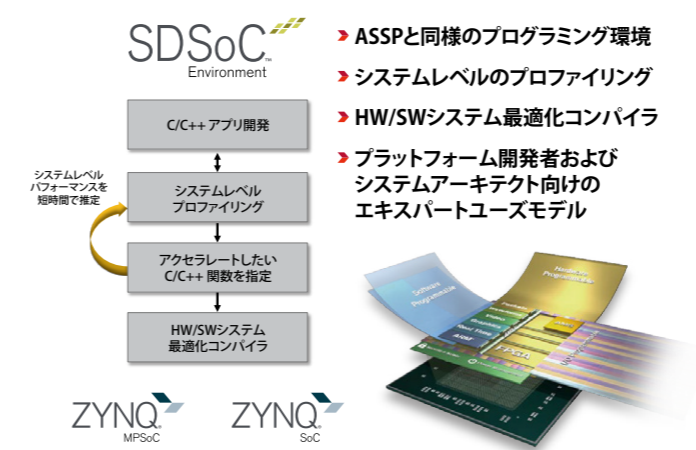 SDSoC™
Environment
C/C++ アプリ開発
システムレベル
パフォーマンスを
短時間で推定
システムレベル
プロファイリング
アクセラレートしたい
C/C++ 関数を指定
HW/SWシステム
最適化コンパイラ
ZYNQ®
MPSoC
ZYNQ®
SoC
ASSPと同様のプログラミング環境
システムレベルのプロファイリング
HW/SWシステム最適化コンパイラ
プラットフォーム開発者および
システムアーキテクト向けの
エキスパートユーズモデル
Software
Programmable
Hardware
Programmable
Video
Graphics
Real Time
ARM
FPGA